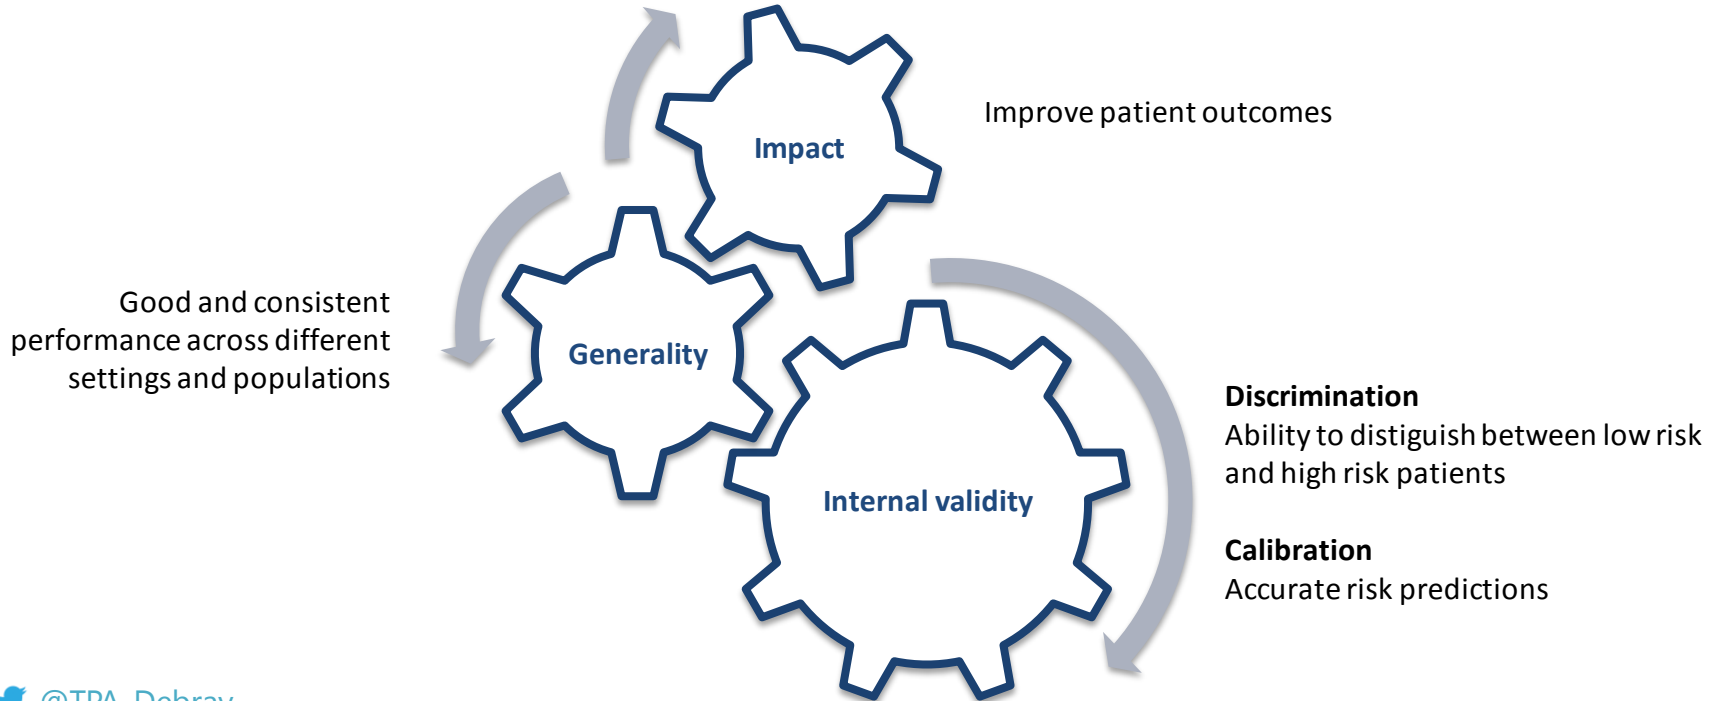 Impact
Improve patient outcomes
Good and consistent
performance across different
settings and populations
Generality
Internal validity
Discrimination
Ability to distiguish between low risk
and high risk patients
Calibration
Accurate risk predictions
@TPA_Debray